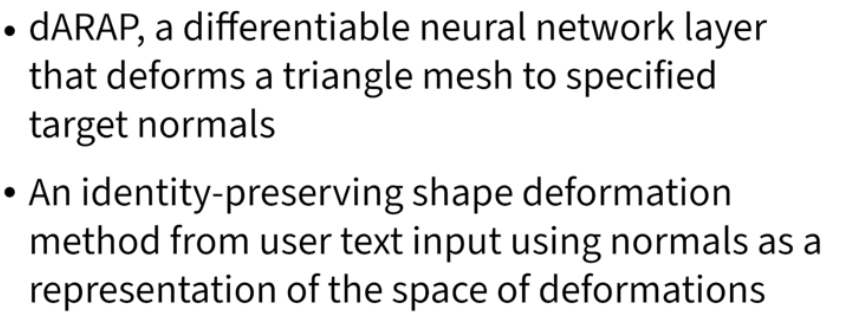 • dARAP, a differentiable neural network layer
that deforms a triangle mesh to specified
target normals
• An identity-preserving shape deformation
method from user text input using normals as a
representation of the space of deformations